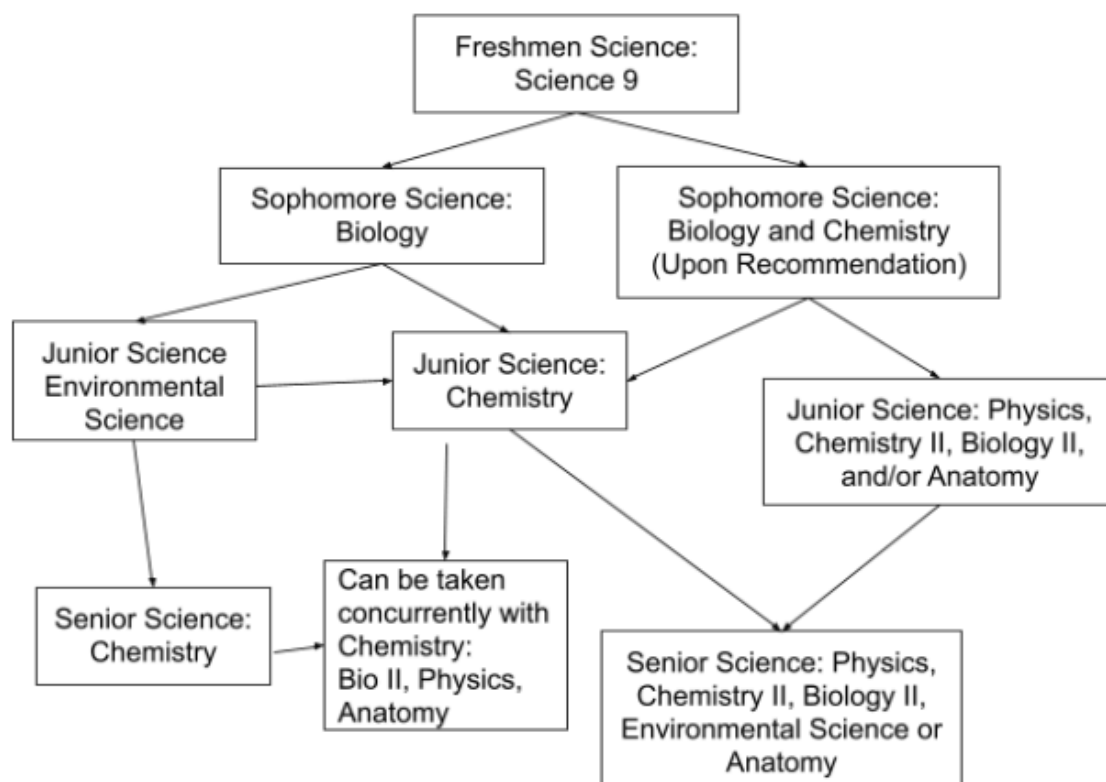 Freshmen Science:
Science 9
Sophomore Science:
Biology
Sophomore Science:
Biology and Chemistry
(Upon Recommendation)
Junior Science
Environmental
Science
Junior Science:
Chemistry
Junior Science: Physics,
Chemistry II, Biology II,
and/or Anatomy
Senior Science:
Chemistry
Can be taken
concurrently with
Chemistry:
Bio II, Physics,
Anatomy
Senior Science: Physics,
Chemistry II, Biology II,
Environmental Science or
Anatomy